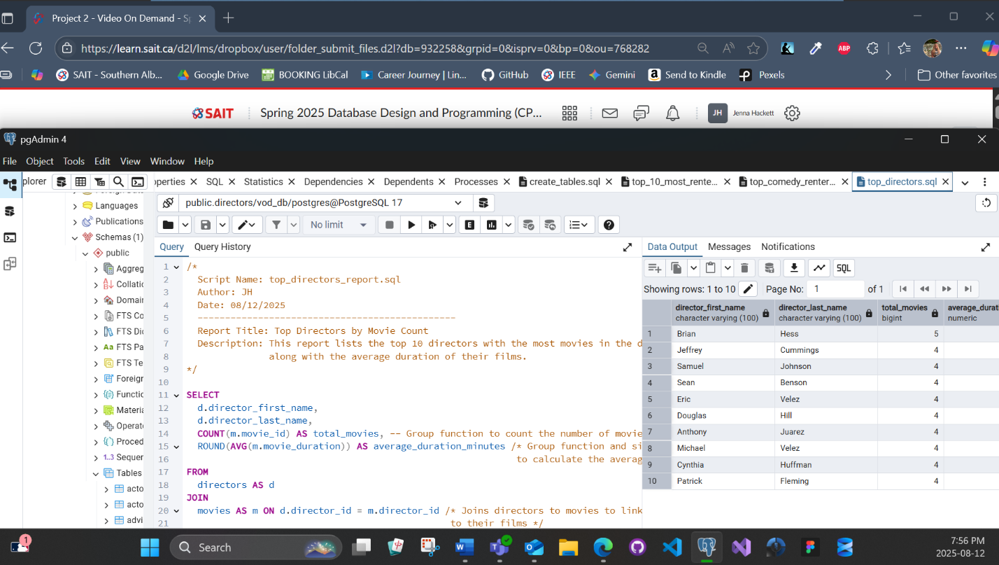 Project 2 - Video On Demand - Sp
https://learn.sait.ca/d2l/lms/dropbox/user/folder_submit_files.d2l?db=932258&grpid=0&isprv=0&bp=0&ou=768282
ABP
SAIT - Southern Alb... Google Drive BOOKING LibCal Career Journey | Lin... GitHub IEEE Gemini Send to Kindle Pexels Other favorites
SAIT Spring 2025 Database Design and Programming (CP... JH Jenna Hackett
pgAdmin 4
File Object Tools Edit View Window Help
plorer operties SQL Statistics Dependencies Dependents Processes create_tables.sql top_10_most_rente... top_comedy_renter... top_directors.sql
Languages
Publications
Schemas (1)
public
Aggreg
Collatic
Domain
FTS Co
FTS Dic
FTS Pa
FTS Te
Foreign
Functio
Materia
Operato
Proced
1..3 Sequen
Tables
acto
acto
advi
public.directors/vod_db/postgres@PostgreSQL 17
No limit
Query Query History
1 /*
2 Script Name: top_directors_report.sql
3 Author: JH
4 Date: 08/12/2025
5 -----------------------------------------------
6 Report Title: Top Directors by Movie Count
7 Description: This report lists the top 10 directors with the most movies in the d
8 along with the average duration of their films.
9 */
10
11 SELECT
12 d.director_first_name,
13 d.director_last_name,
14 COUNT(m.movie_id) AS total_movies, -- Group function to count the number of movie
15 ROUND(AVG(m.movie_duration)) AS average_duration_minutes /* Group function and si
16 to calculate the averag
17 FROM
18 directors AS d
19 JOIN
20 movies AS m ON d.director_id = m.director_id /* Joins directors to movies to link
21 to their films */
Data Output Messages Notifications
SQL
Showing rows: 1 to 10 Page No: 1 of 1
director_first_name director_last_name total_movies average_durati
character varying (100) character varying (100) bigint numeric
1 Brian Hess 5
2 Jeffrey Cummings 4
3 Samuel Johnson 4
4 Sean Benson 4
5 Eric Velez 4
6 Douglas Hill 4
7 Anthony Juarez 4
8 Michael Velez 4
9 Cynthia Huffman 4
10 Patrick Fleming 4
1 Search 7:56 PM
2025-08-12